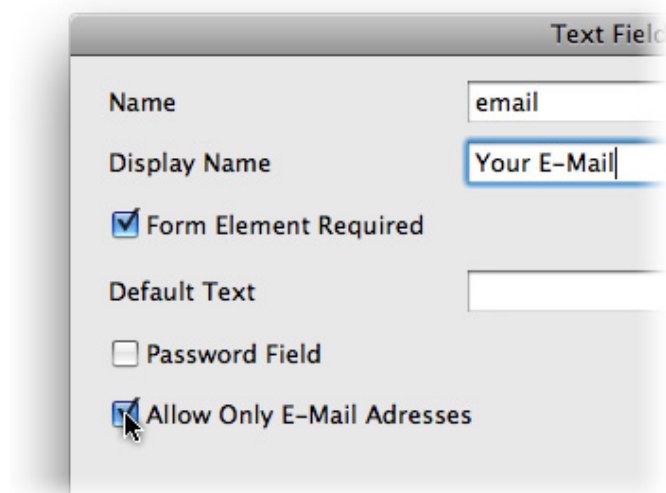 Text Field
Name
email
Display Name
Your E-Mail
Form Element Required
Default Text
Password Field
Allow Only E-Mail Adresses